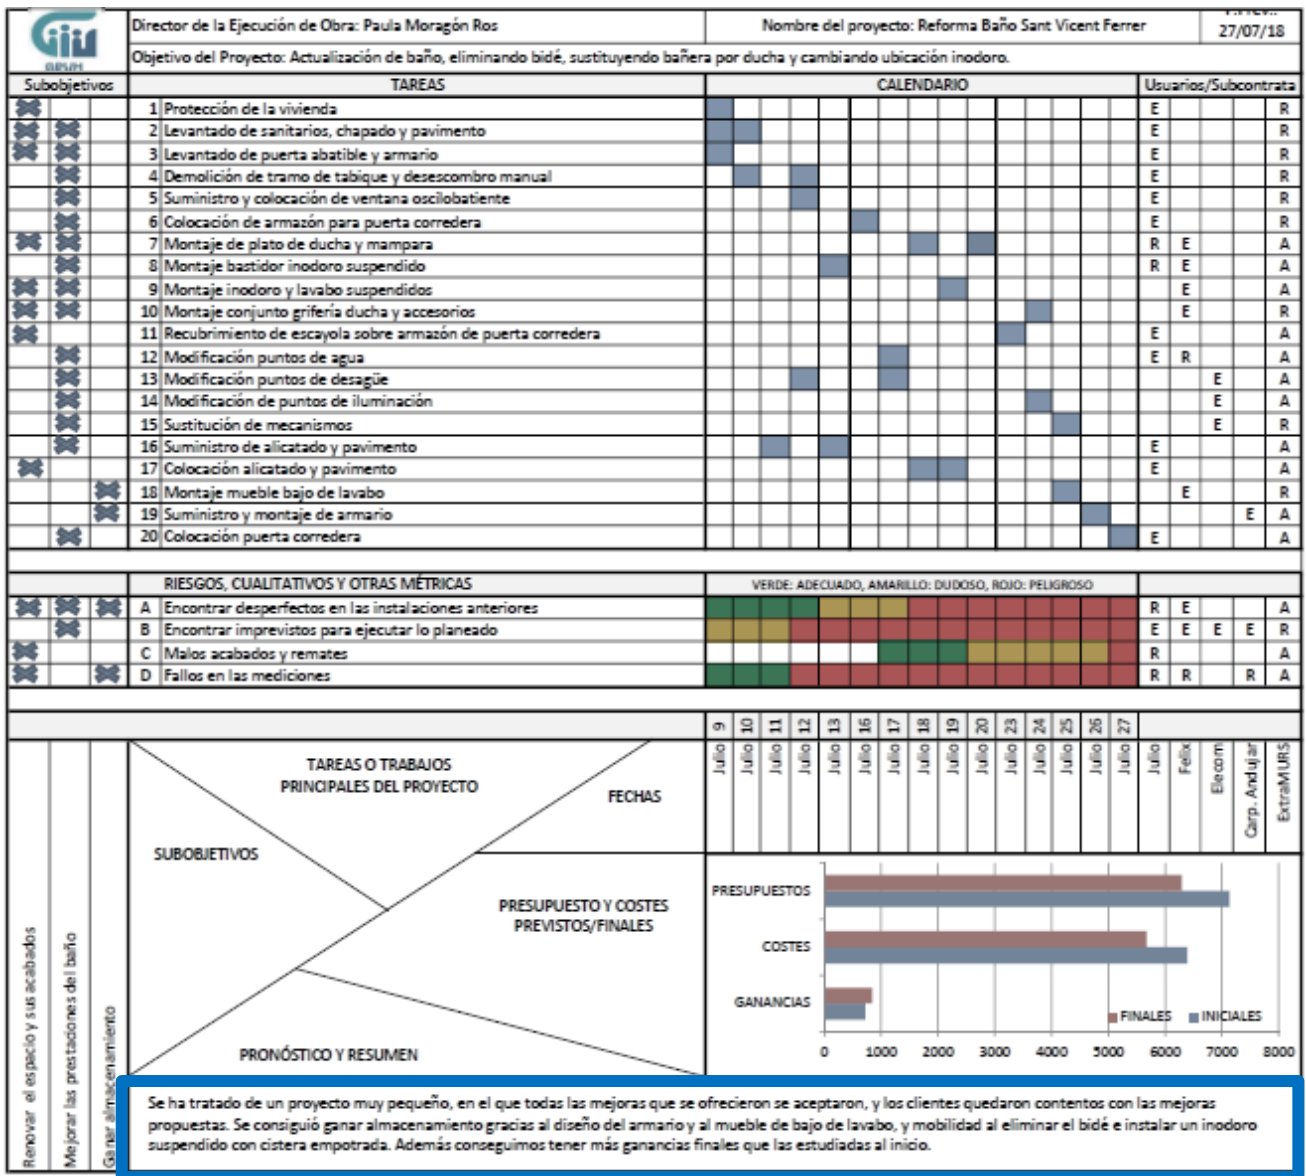 Director de la Ejecución de Obra: Paula Moragón Ros
Nombre del proyecto: Reforma Baño Sant Vicent Ferrer
27/07/18
Objetivo del Proyecto: Actualización de baño, eliminando bidé, sustituyendo bañera por ducha y cambiando ubicación inodoro.
Subobjetivos TAREAS CALENDARIO Usuarios/Subcontrata
1 Protección de la vivienda E R
2 Levantado de sanitarios, chapado y pavimento E R
3 Levantado de puerta abatible y armario E R
4 Demolición de tramo de tabique y desescombro manual E R
5 Suministro y colocación de ventana oscilobatiente E R
6 Colocación de armazón para puerta corredera E R
7 Montaje de plato de ducha y mampara R E A
8 Montaje bastidor inodoro suspendido R E A
9 Montaje inodoro y lavabo suspendidos E A
10 Montaje conjunto grifería ducha y accesorios E R
11 Recubrimiento de escayola sobre armazón de puerta corredera E A
12 Modificación puntos de agua E R A
13 Modificación puntos de desagüe E A
14 Modificación de puntos de iluminación E A
15 Sustitución de mecanismos E R
16 Suministro de alicatado y pavimento E A
17 Colocación alicatado y pavimento E A
18 Montaje mueble bajo de lavabo E R
19 Suministro y montaje de armario E A
20 Colocación puerta corredera E A
RIESGOS, CUALITATIVOS Y OTRAS MÉTRICAS VERDE: ADECUADO, AMARILLO: DUDOSO, ROJO: PELIGROSO
A Encontrar desperfectos en las instalaciones anteriores R E A
B Encontrar imprevistos para ejecutar lo planeado E E E E R
C Malos acabados y remates R A
D Fallos en las mediciones R R R A
9 10 11 12 13 16 17 18 19 20 23 24 25 26 27
Julio Julio Julio Julio Julio Julio Julio Julio Julio Julio Julio Julio Julio Julio Julio Julio Felix Elecom Carp. Andujar ExtraMURS
TAREAS O TRABAJOS
PRINCIPALES DEL PROYECTO
FECHAS
SUBOBJETIVOS
PRESUPUESTO Y COSTES
PREVISTOS/FINALES
PRONÓSTICO Y RESUMEN
Renovar el espacio y sus acabados
Mejorar las prestaciones del baño
Ganar almacenamiento
PRESUPUESTOS
COSTES
GANANCIAS
FINALES INICIALES
0 1000 2000 3000 4000 5000 6000 7000 8000
Se ha tratado de un proyecto muy pequeño, en el que todas las mejoras que se ofrecieron se aceptaron, y los clientes quedaron contentos con las mejoras
propuestas. Se consiguió ganar almacenamiento gracias al diseño del armario y al mueble de bajo de lavabo, y mobilidad al eliminar el bidé e instalar un inodoro
suspendido con cistera empotrada. Además conseguimos tener más ganancias finales que las estudiadas al inicio.